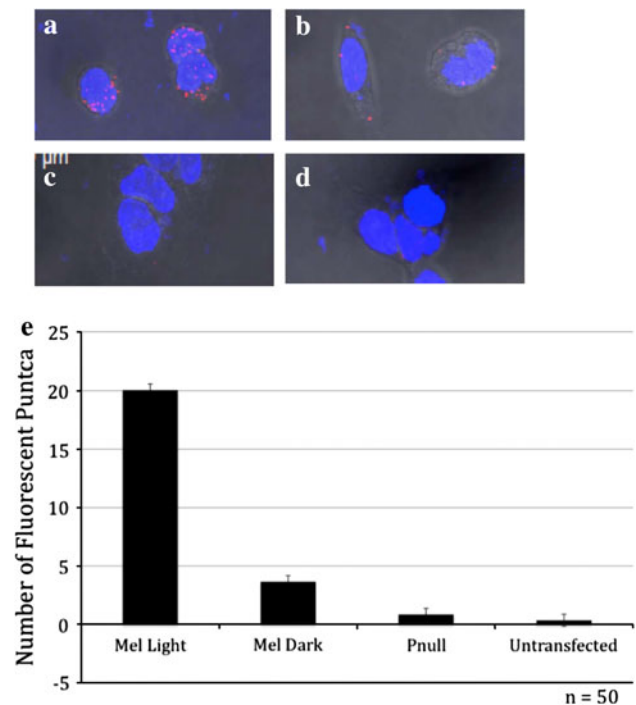 a
b
µm
c
d
e
25
20
15
10
5
0
-5
Number of Fluorescent Puntca
Mel Light
Mel Dark
Pnull
Untransfected
n = 50